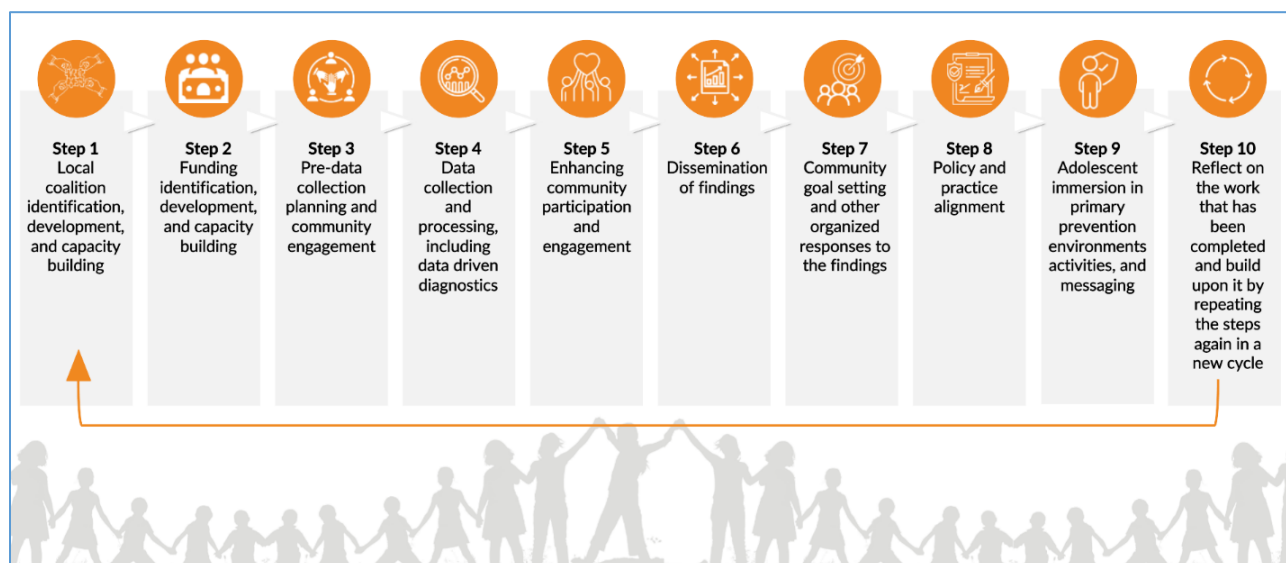 Step 1
Local
coalition
identification,
development,
and capacity
building
Step 2
Funding
identification,
development,
and capacity
building
Step 3
Pre-data
collection
planning and
community
engagement
Step 4
Data
collection
and
processing,
including
data driven
diagnostics
Step 5
Enhancing
community
participation
and
engagement
Step 6
Dissemination
of findings
Step 7
Community
goal setting
and other
organized
responses to
the findings
Step 8
Policy and
practice
alignment
Step 9
Adolescent
immersion in
primary
prevention
environments
activities, and
messaging
Step 10
Reflect on
the work
that has
been
completed
and build
upon it by
repeating
the steps
again in a
new cycle